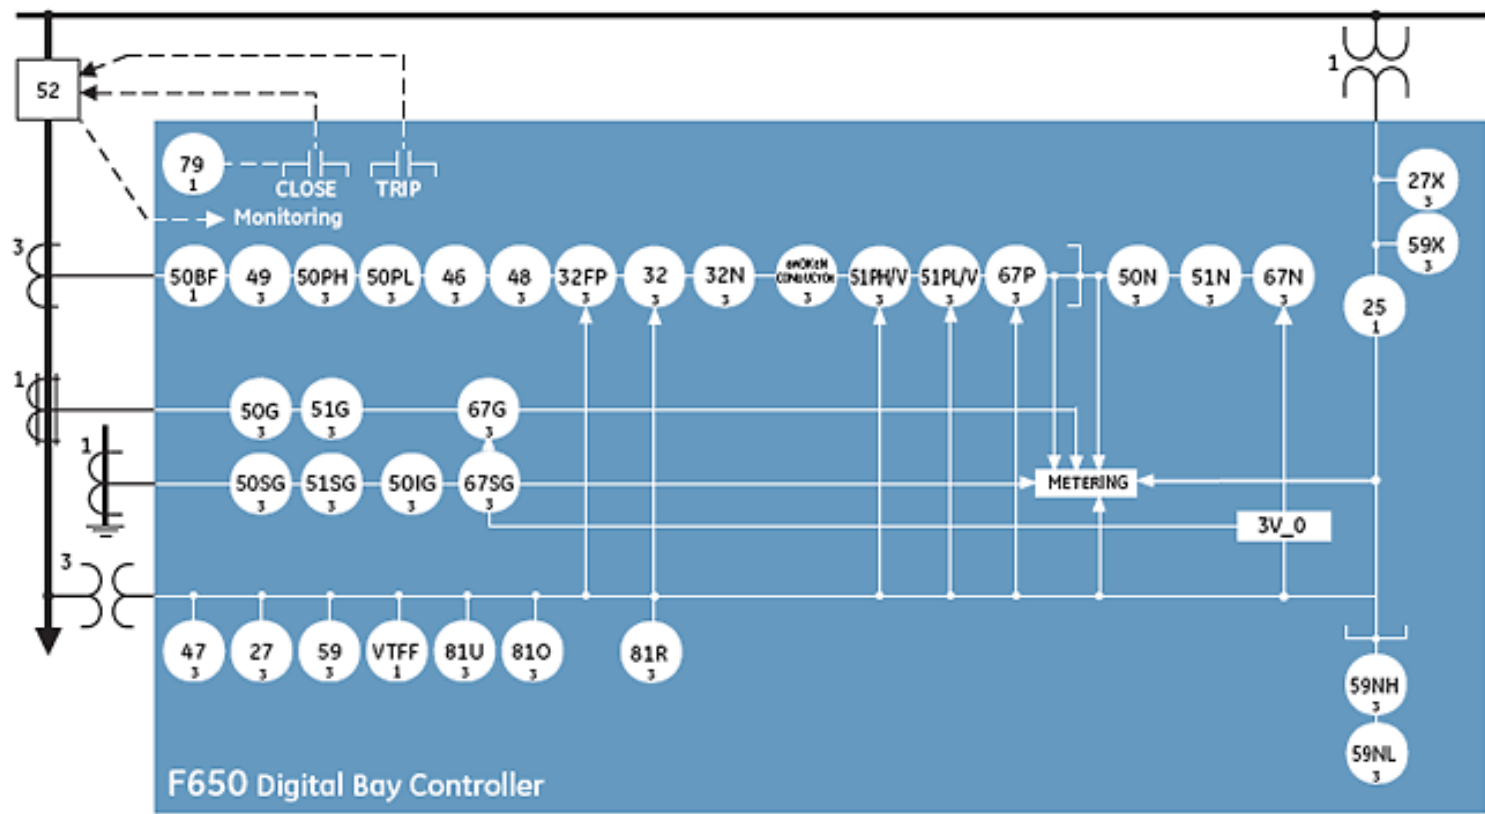 1
52
79
1
CLOSE
TRIP
27X
3
Monitoring
59X
3
3
50BF
1
49
3
50PH
3
50PL
3
46
3
48
3
32FP
3
32
3
32N
3
BROKEN
CONDUCTOR
3
51PH/V
3
51PL/V
3
67P
3
50N
3
51N
3
67N
3
25
1
1
50G
3
51G
3
67G
3
1
50SG
3
51SG
3
50IG
3
67SG
3
METERING
3V_0
3
47
3
27
3
59
3
VTFF
1
81U
3
81O
3
81R
3
59NH
3
59NL
3
F650 Digital Bay Controller